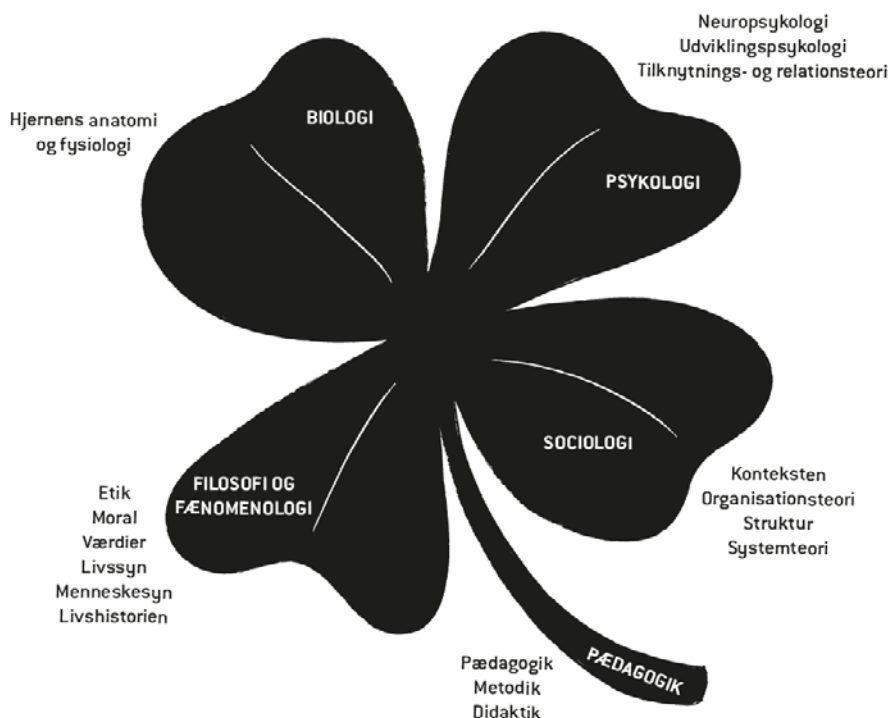 Neuropsykologi
Udviklingspsykologi
Tilknytnings- og relationsteori
Hjernens anatomi
og fysiologi
BIOLOGI
PSYKOLOGI
SOCIOLOGI
Konteksten
Organisationsteori
Struktur
Systemteori
FILOSOFI OG
FÆNOMENOLOGI
Etik
Moral
Værdier
Livssyn
Menneskesyn
Livshistorien
PÆDAGOGIK
Pædagogik
Metodik
Didaktik